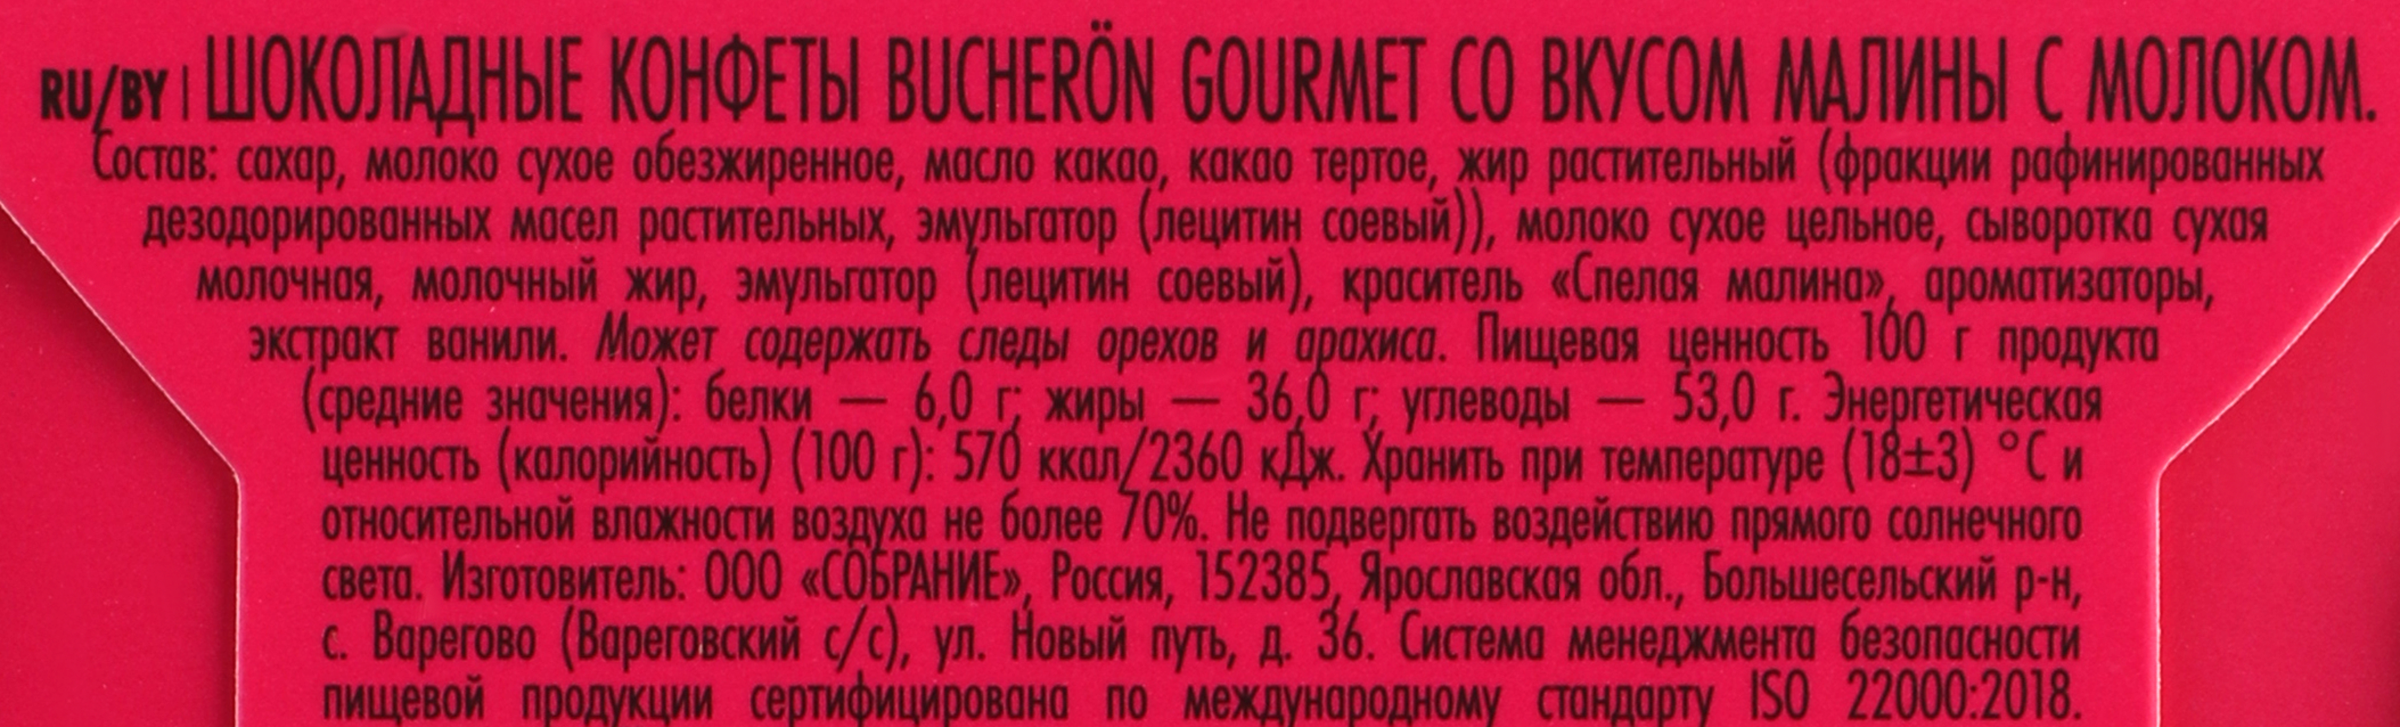 RU/BY | ШОКОЛАДНЫЕ КОНФЕТЫ BUCHERÖN GOURMET СО ВКУСОМ МАЛИНЫ С МОЛОКОМ.
Состав: сахар, молоко сухое обезжиренное, масло какао, какао тертое, жир растительный (фракции рафинированных
дезодорированных масел растительных, эмульгатор (лецитин соевый)), молоко сухое цельное, сыворотка сухая
молочная, молочный жир, эмульгатор (лецитин соевый), краситель «Спелая малина», ароматизаторы,
экстракт ванили. Может содержать следы орехов и арахиса. Пищевая ценность 100 г продукта
(средние значения): белки — 6,0 г; жиры — 36,0 г; углеводы — 53,0 г. Энергетическая
ценность (калорийность) (100 г): 570 ккал/2360 кДж. Хранить при температуре (18±3) °С и
относительной влажности воздуха не более 70%. Не подвергать воздействию прямого солнечного
света. Изготовитель: ООО «СОБРАНИЕ», Россия, 152385, Ярославская обл., Большесельский р-н,
с. Варегово (Вареговский с/с), ул. Новый путь, д. 36. Система менеджмента безопасности
пищевой продукции сертифицирована по международному стандарту ISO 22000:2018.